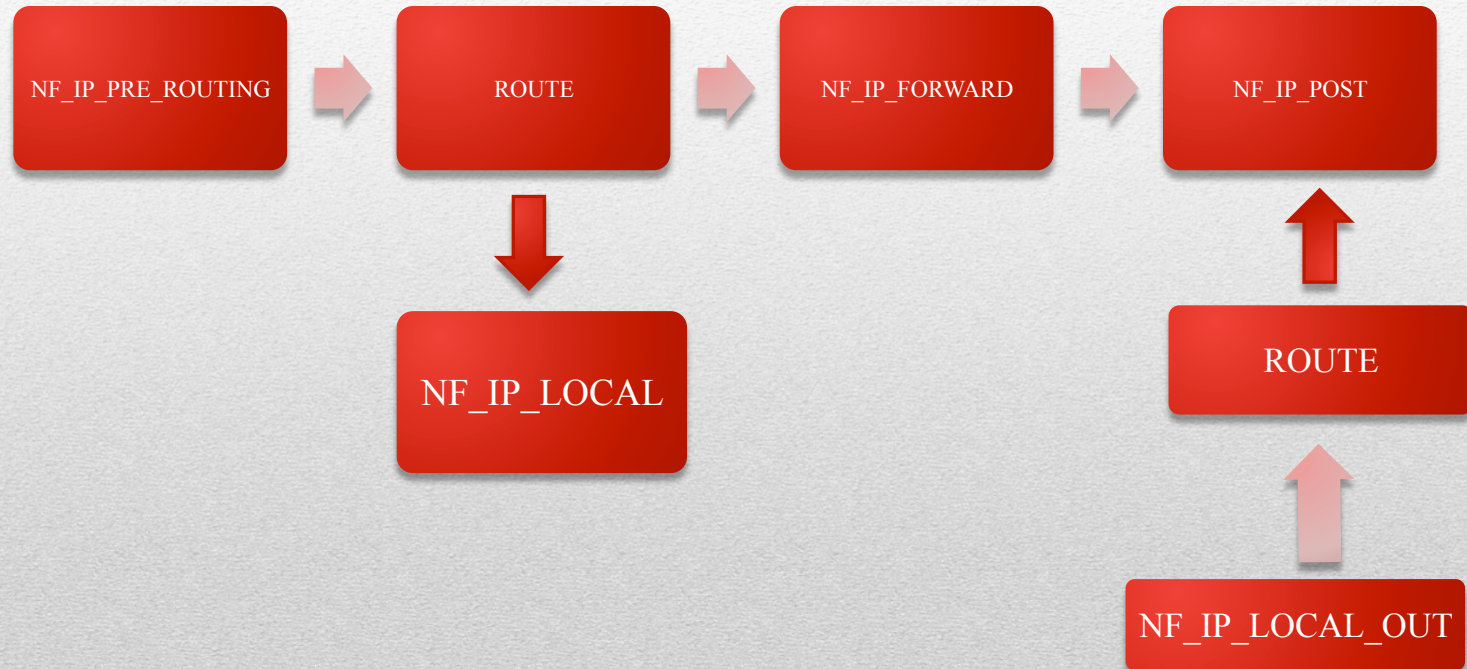 NF_IP_PRE_ROUTING
ROUTE
NF_IP_FORWARD
NF_IP_POST
NF_IP_LOCAL
ROUTE
NF_IP_LOCAL_OUT